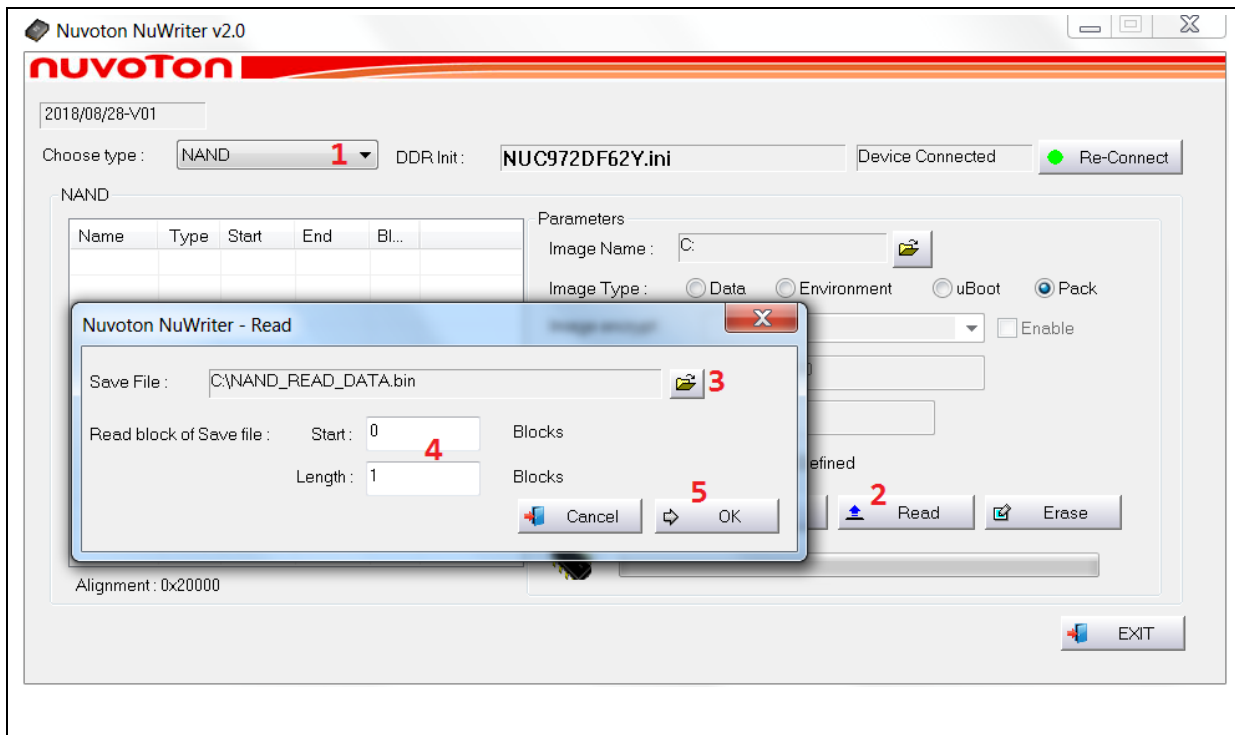 Nuvoton NuWriter v2.0
nuvoTon
2018/08/28-V01
Choose type : NAND 1 DDR Init : NUC972DF62Y.ini Device Connected Re-Connect
NAND
Parameters
Name Type Start End Bl...
Image Name : C:
Image Type : Data Environment uBoot Pack
Nuvoton NuWriter - Read
Enable
Save File : C:\NAND_READ_DATA.bin 3
Read block of Save file : Start : 0 Blocks
4
Length : 1 Blocks
efined
5
Cancel OK
2
Read Erase
Alignment : 0x20000
EXIT